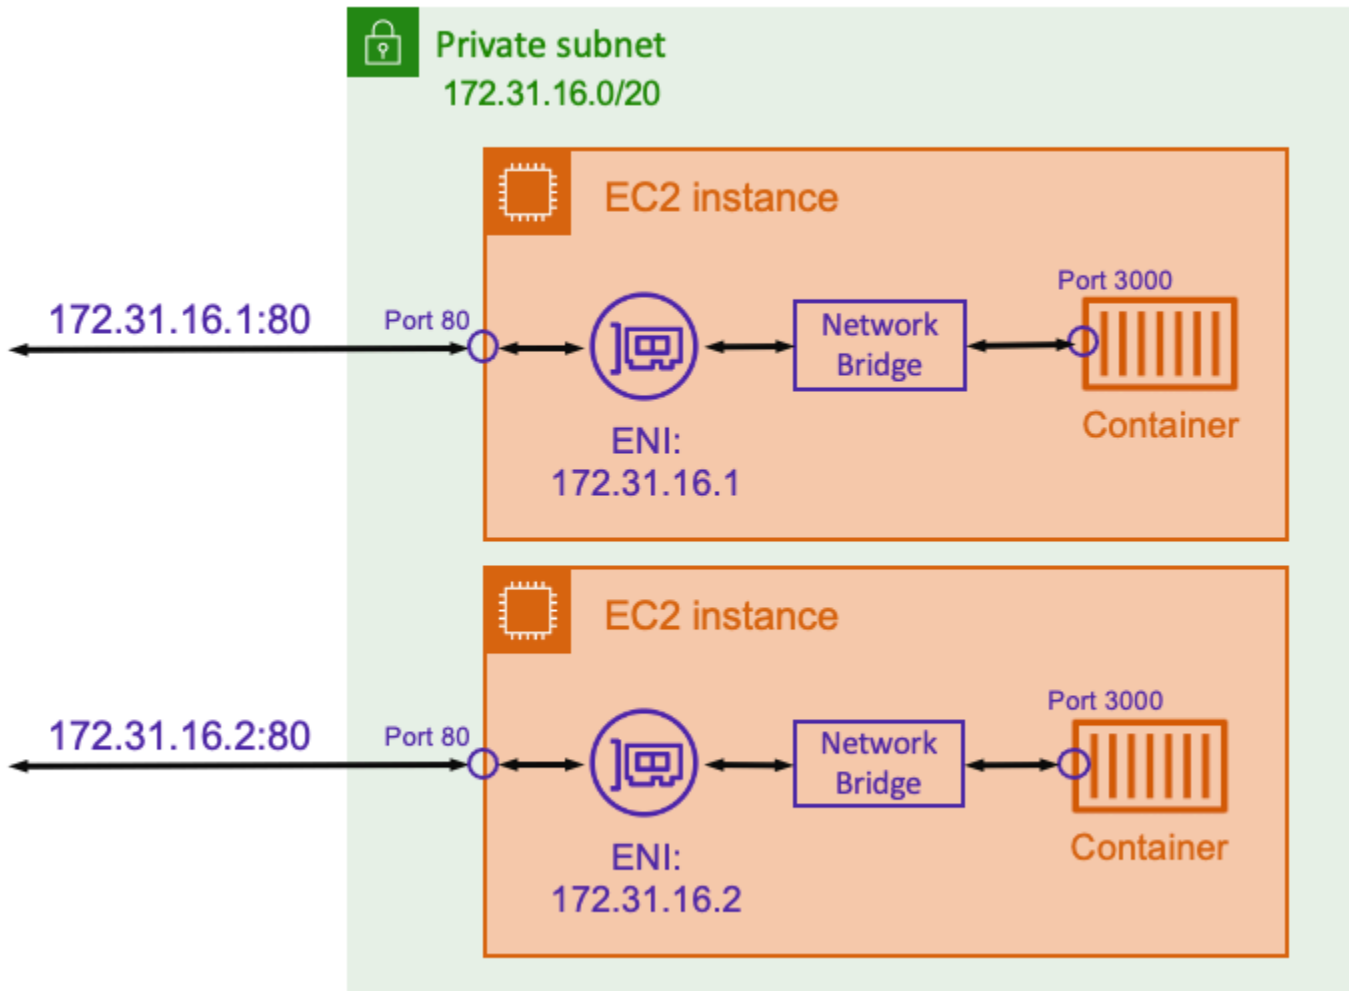 Private subnet
172.31.16.0/20
EC2 instance
172.31.16.1:80
Port 80
Network
Bridge
Port 3000
Container
ENI:
172.31.16.1
EC2 instance
172.31.16.2:80
Port 80
Network
Bridge
Port 3000
Container
ENI:
172.31.16.2